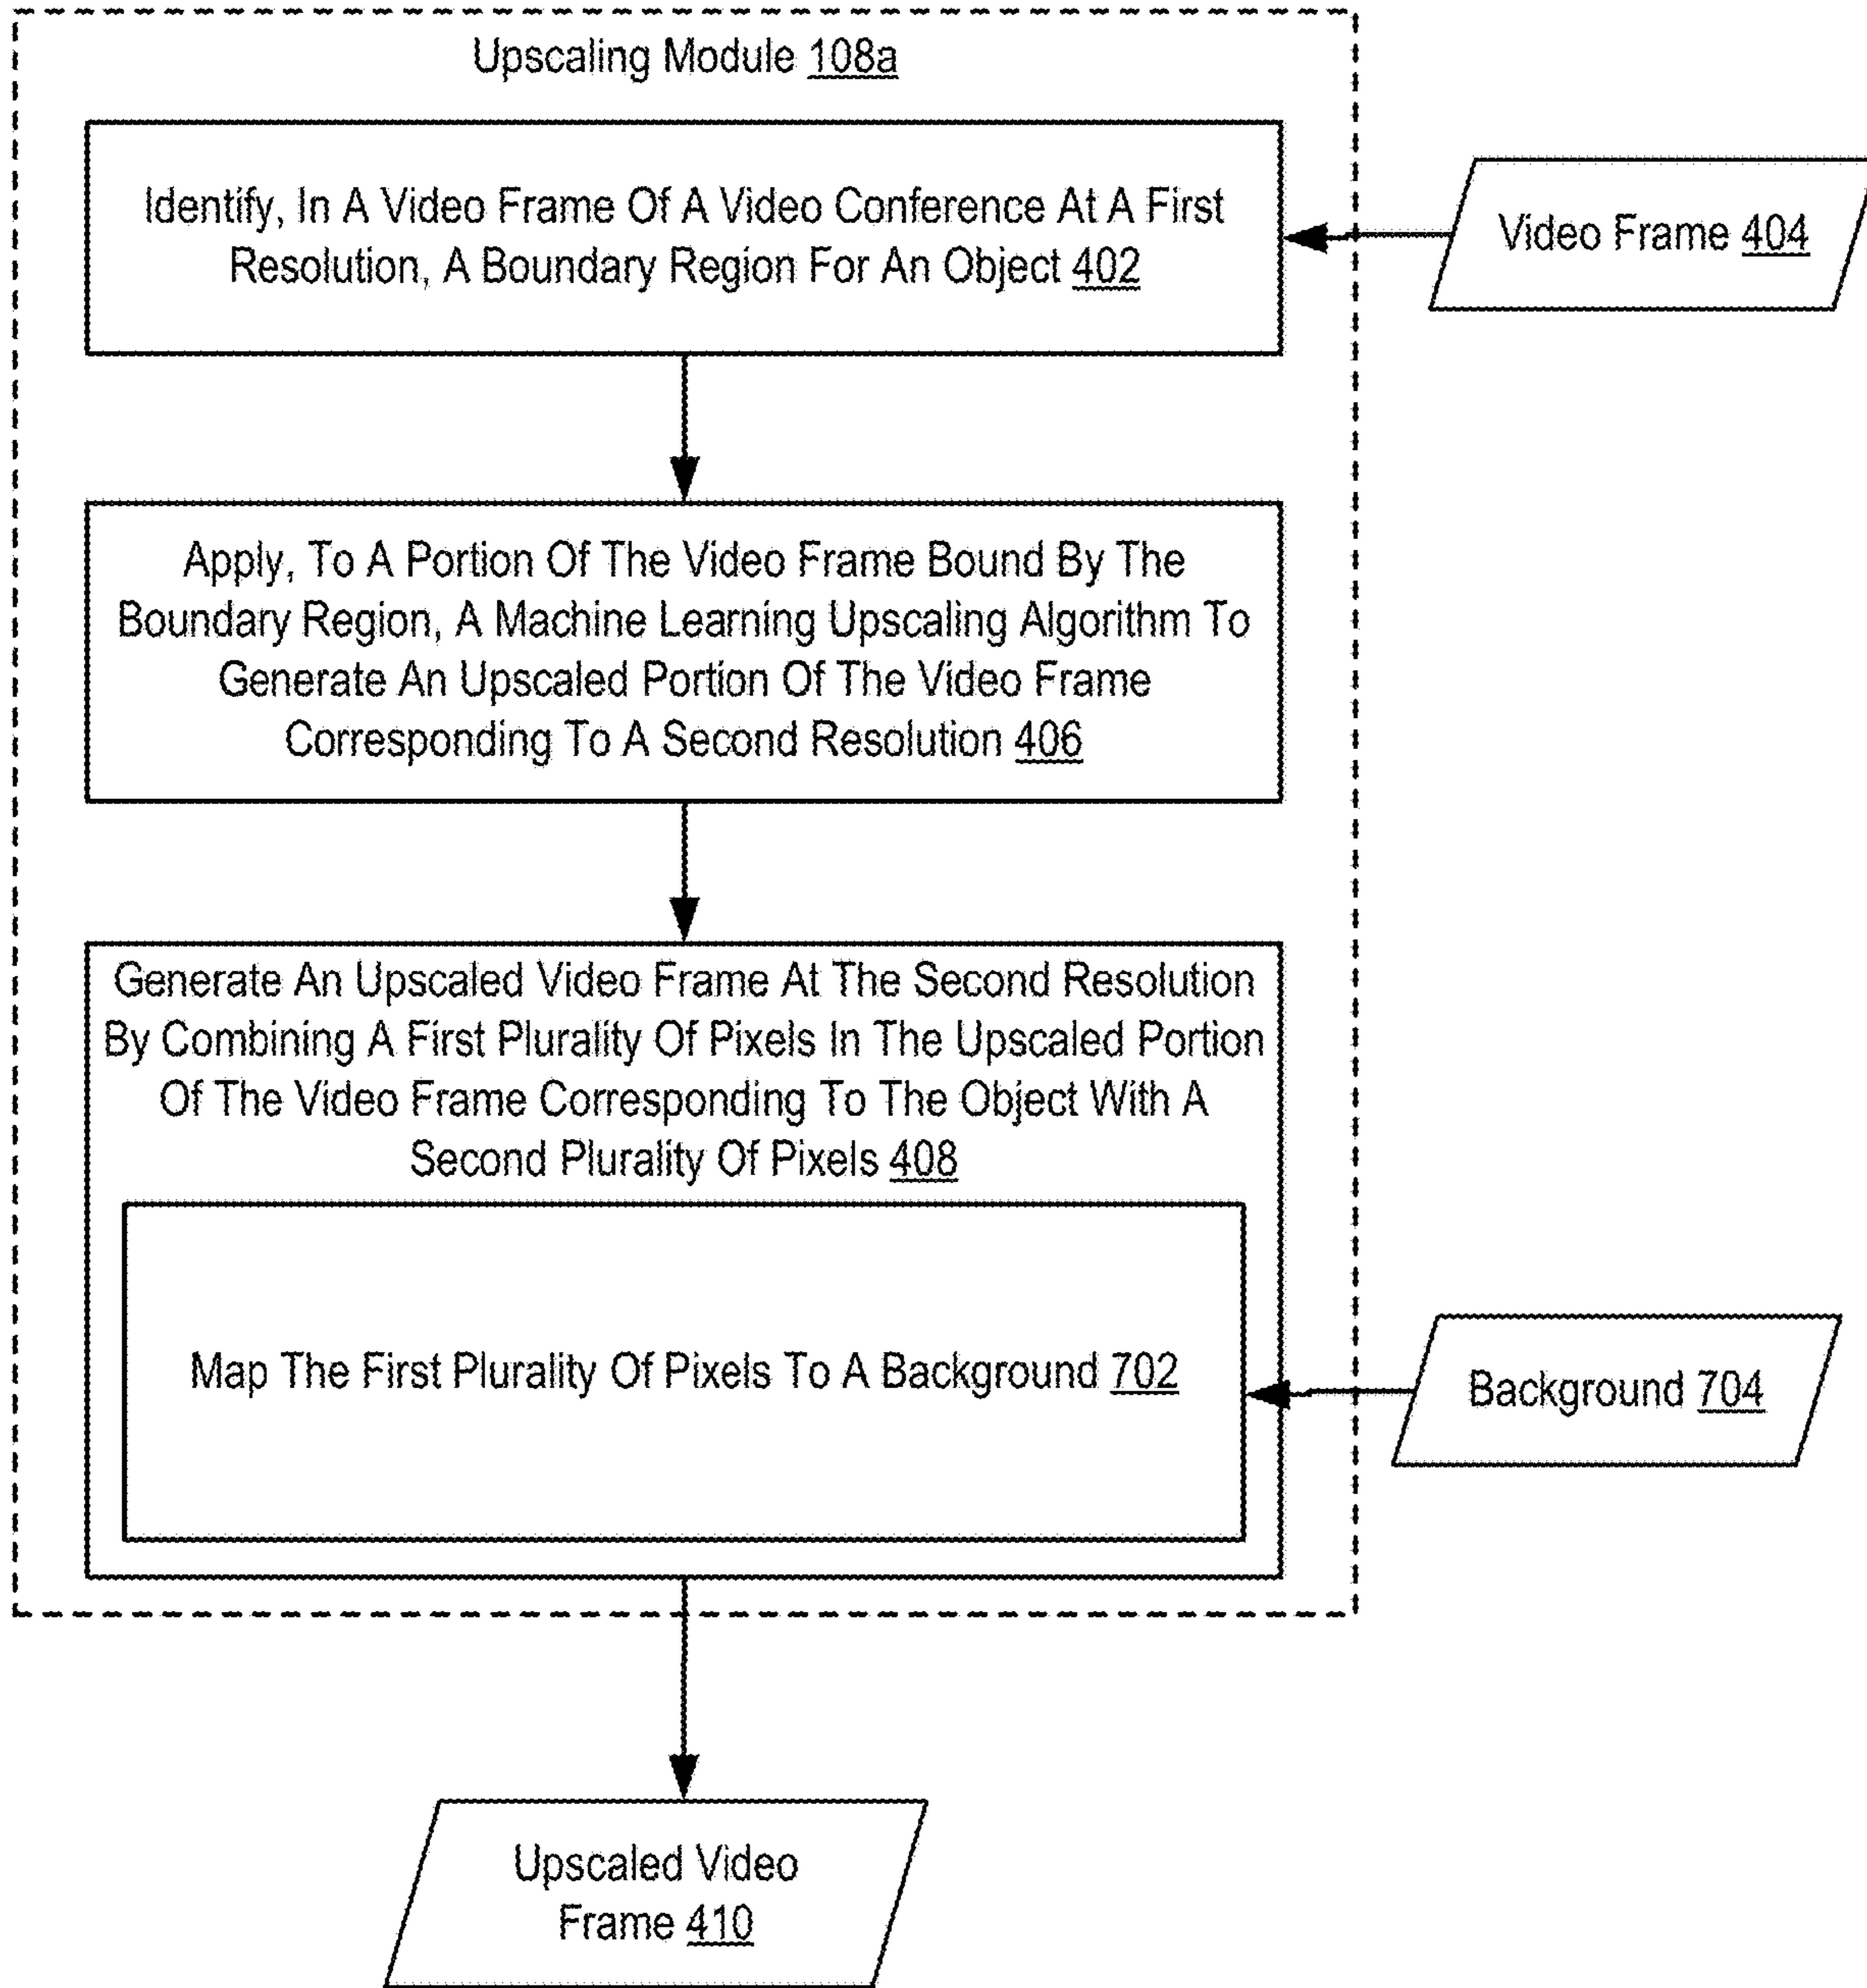 Upscaling Module 108a
Identify, In A Video Frame Of A Video Conference At A First
Resolution, A Boundary Region For An Object 402
Video Frame 404
Apply, To A Portion Of The Video Frame Bound By The
Boundary Region, A Machine Learning Upscaling Algorithm To
Generate An Upscaled Portion Of The Video Frame
Corresponding To A Second Resolution 406
Generate An Upscaled Video Frame At The Second Resolution
By Combining A First Plurality Of Pixels In The Upscaled Portion
Of The Video Frame Corresponding To The Object With A
Second Plurality Of Pixels 408
Map The First Plurality Of Pixels To A Background 702
Background 704
Upscaled Video
Frame 410